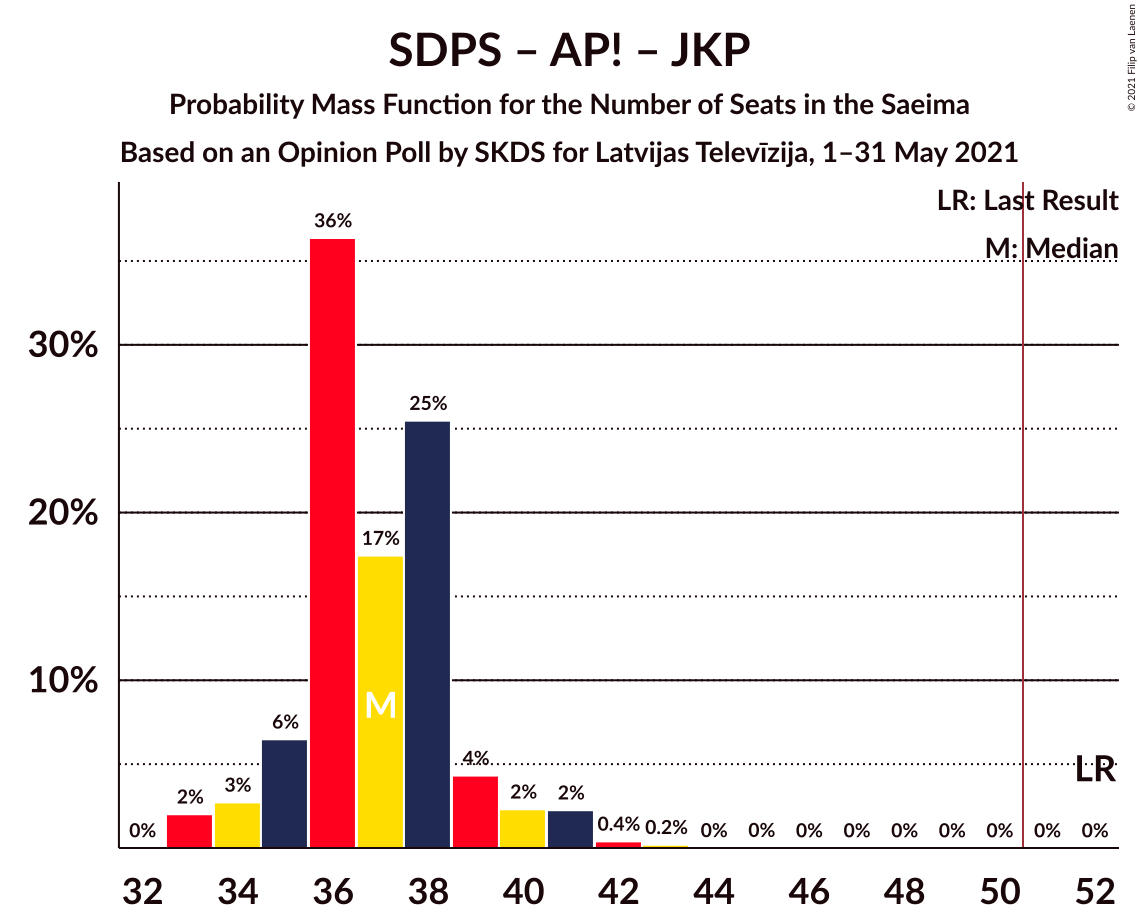 SDPS – AP! – JKP
Probability Mass Function for the Number of Seats in the Saeima
Based on an Opinion Poll by SKDS for Latvijas Televīzija, 1–31 May 2021
© 2021 Filip van Laenen
LR: Last Result
M: Median
30%
20%
10%
0%
2%
3%
6%
36%
17%
25%
4%
2%
2%
0.4%
0.2%
0%
0%
0%
0%
0%
0%
0%
0%
0%
M
LR
32 34 36 38 40 42 44 46 48 50 52